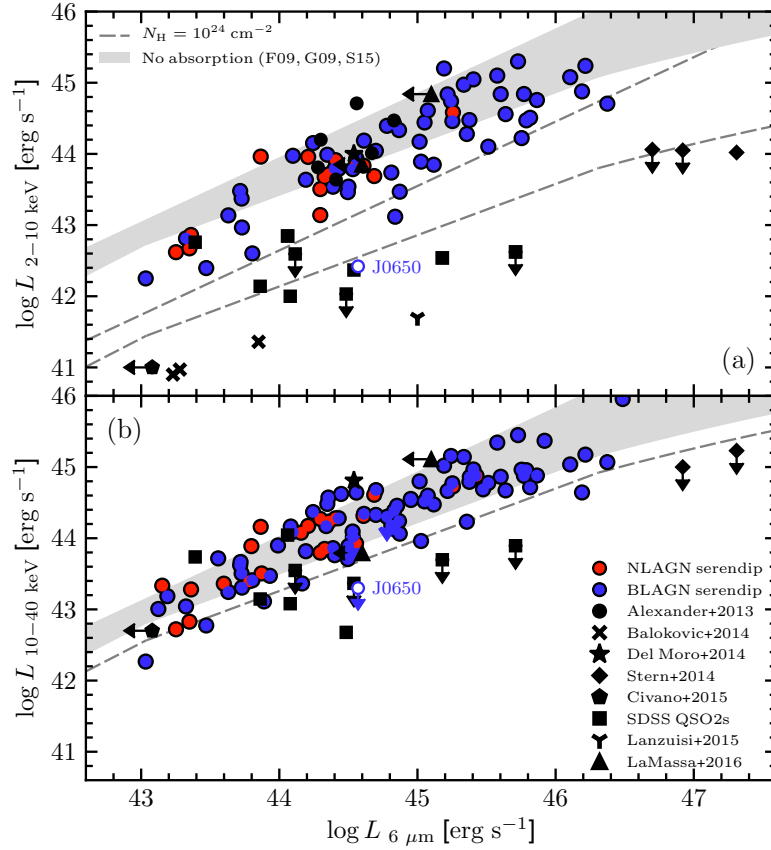 46
45
44
43
42
41
log L 2−10 keV [erg s−1]
N_H = 10^24 cm−2
No absorption (F09, G09, S15)
J0650
(a)
46
45
44
43
42
41
log L 10−40 keV [erg s−1]
(b)
J0650
NLAGN serendip
BLAGN serendip
Alexander+2013
Balokovic+2014
Del Moro+2014
Stern+2014
Civano+2015
SDSS QSO2s
Lanzuisi+2015
LaMassa+2016
43 44 45 46 47
log L 6 μm [erg s−1]